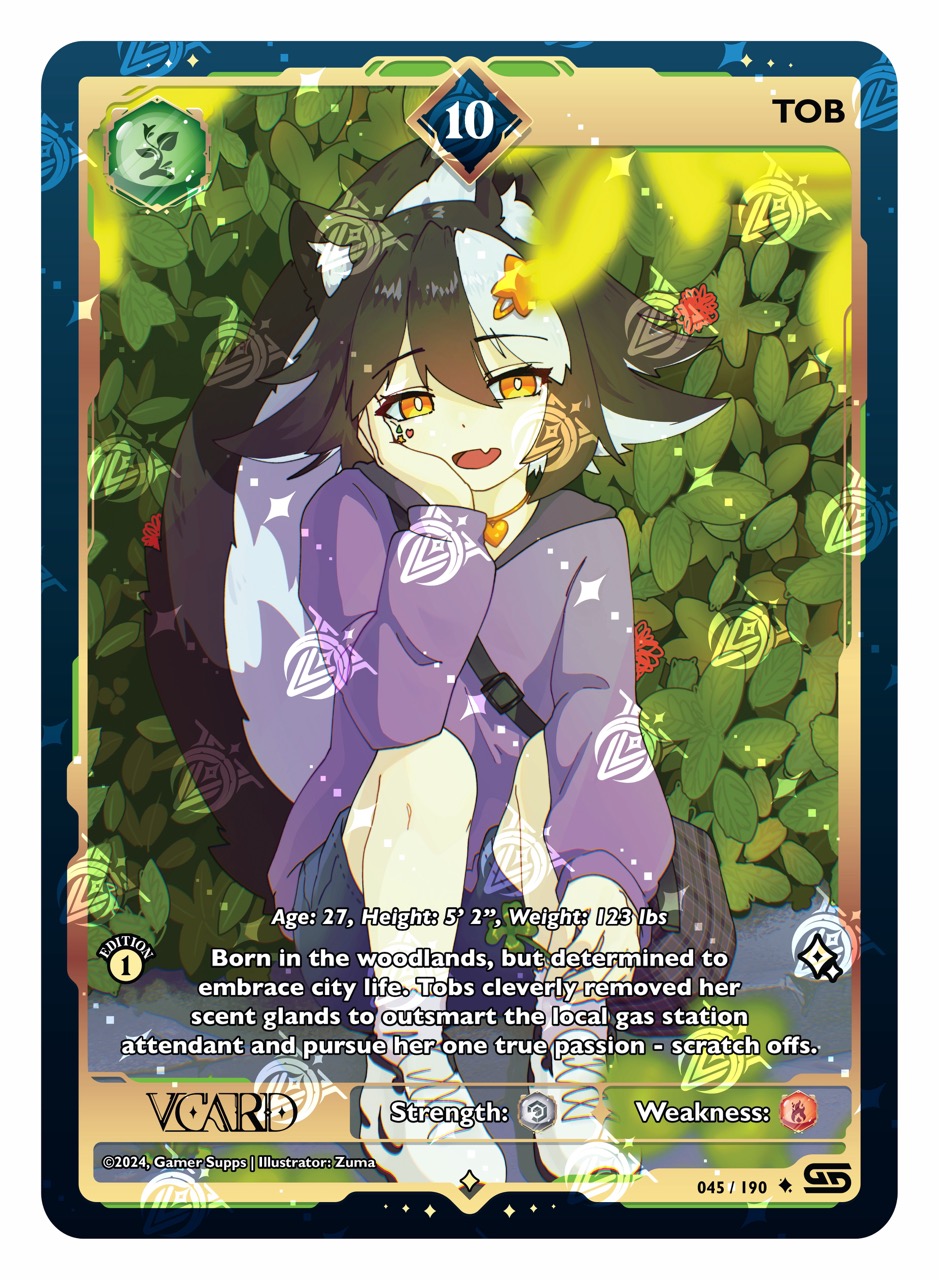 10
TOB
Age: 27, Height: 5’ 2”, Weight: 123 lbs
EDITION
1
Born in the woodlands, but determined to
embrace city life. Tobs cleverly removed her
scent glands to outsmart the local gas station
attendant and pursue her one true passion - scratch offs.
VCARD
Strength:
Weakness:
©2024, Gamer Supps | Illustrator: Zuma
045 / 190
GS